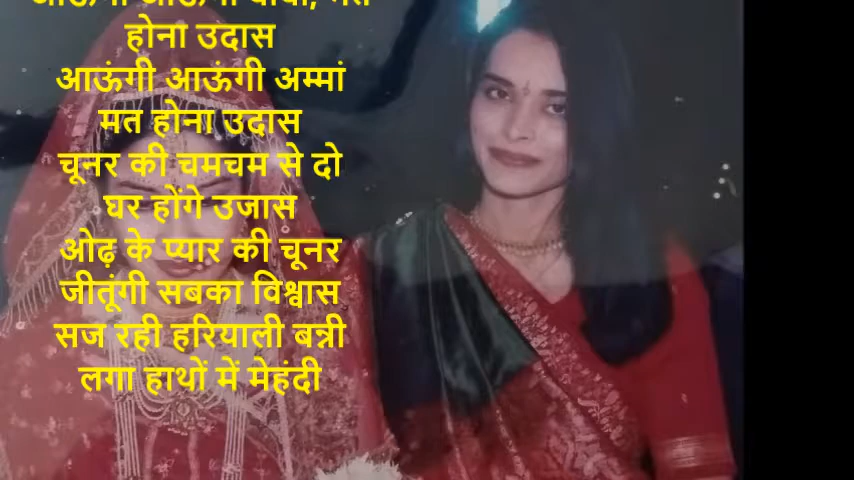 होना उदास
आऊंगी आऊंगी अम्मां
मत होना उदास
चूनर की चमचम से दो
घर होंगे उजास
ओढ़ के प्यार की चूनर
जीतूंगी सबका विश्वास
सज रही हरियाली बन्नी
लगा हाथों में मेहंदी